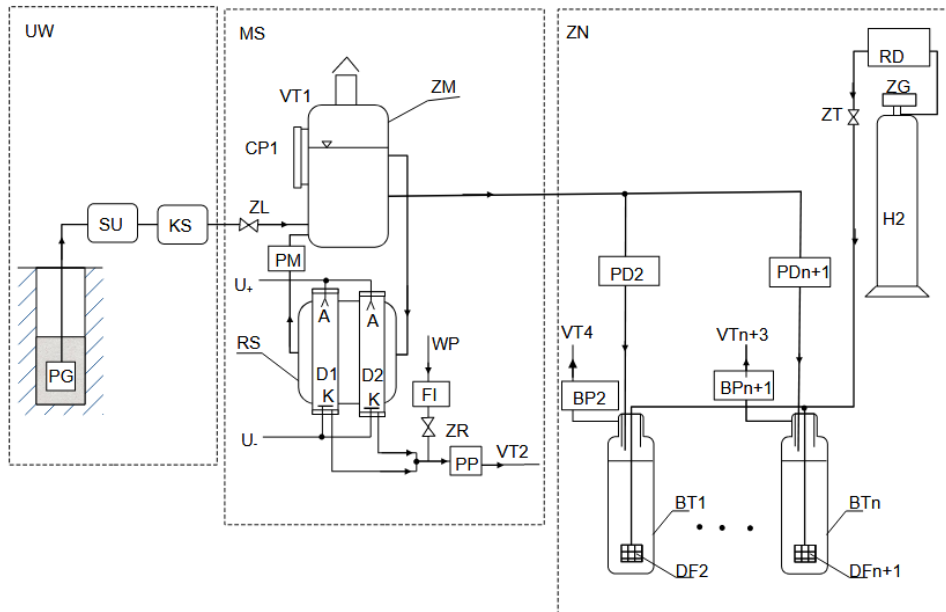 UW
MS
ZN
RD
ZG
ZT
H2
VT1
ZM
CP1
SU
KS
ZL
PM
PD2
PDn+1
U+
A
A
RS
WP
VT4
VTn+3
PG
D1
D2
K
K
FI
BP2
BPn+1
ZR
U-
PP
VT2
BT1
BTn
DF2
DFn+1